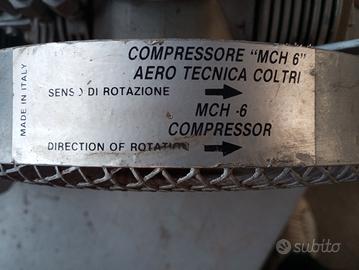 MADE IN ITALY
COMPRESSORE "MCH 6"
AERO TECNICA COLTRI
SENSO DI ROTAZIONE
MCH -6
COMPRESSOR
DIRECTION OF ROTATION
subito